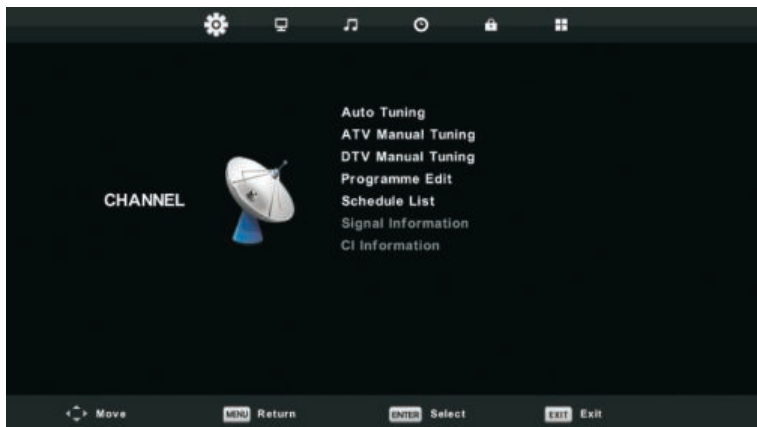 Auto Tuning
ATV Manual Tuning
DTV Manual Tuning
Programme Edit
CHANNEL
Schedule List
Signal Information
CI Information
Move MENU Return ENTER Select EXIT Exit